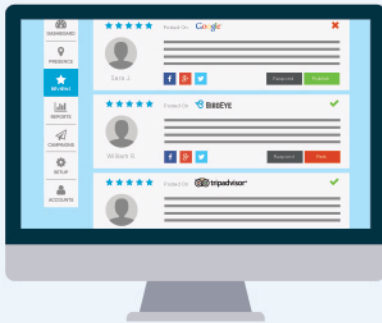 DASHBOARD
PRESENCE
REVIEWS
REPORTS
CAMPAIGNS
SETUP
ACCOUNTS
Posted On Google
Sara J.
f g+
Respond Publish
Posted On BIRDEYE
William R.
f g+
Respond
Posted On tripadvisor